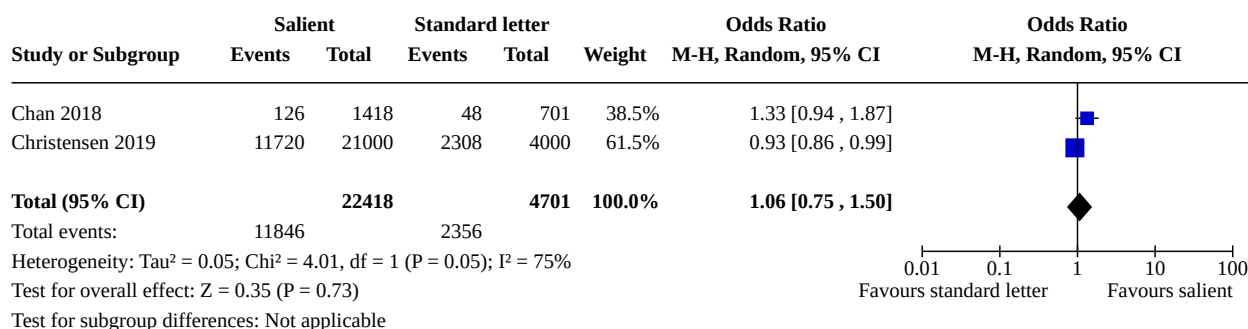 Salient Standard letter Odds Ratio Odds Ratio
Study or Subgroup Events Total Events Total Weight M-H, Random, 95% CI M-H, Random, 95% CI
Chan 2018 126 1418 48 701 38.5% 1.33 [0.94 , 1.87]
Christensen 2019 11720 21000 2308 4000 61.5% 0.93 [0.86 , 0.99]
Total (95% CI) 22418 4701 100.0% 1.06 [0.75 , 1.50]
Total events: 11846 2356
Heterogeneity: Tau² = 0.05; Chi² = 4.01, df = 1 (P = 0.05); I² = 75%
0.01 0.1 1 10 100
Test for overall effect: Z = 0.35 (P = 0.73)
Favours standard letter Favours salient
Test for subgroup differences: Not applicable